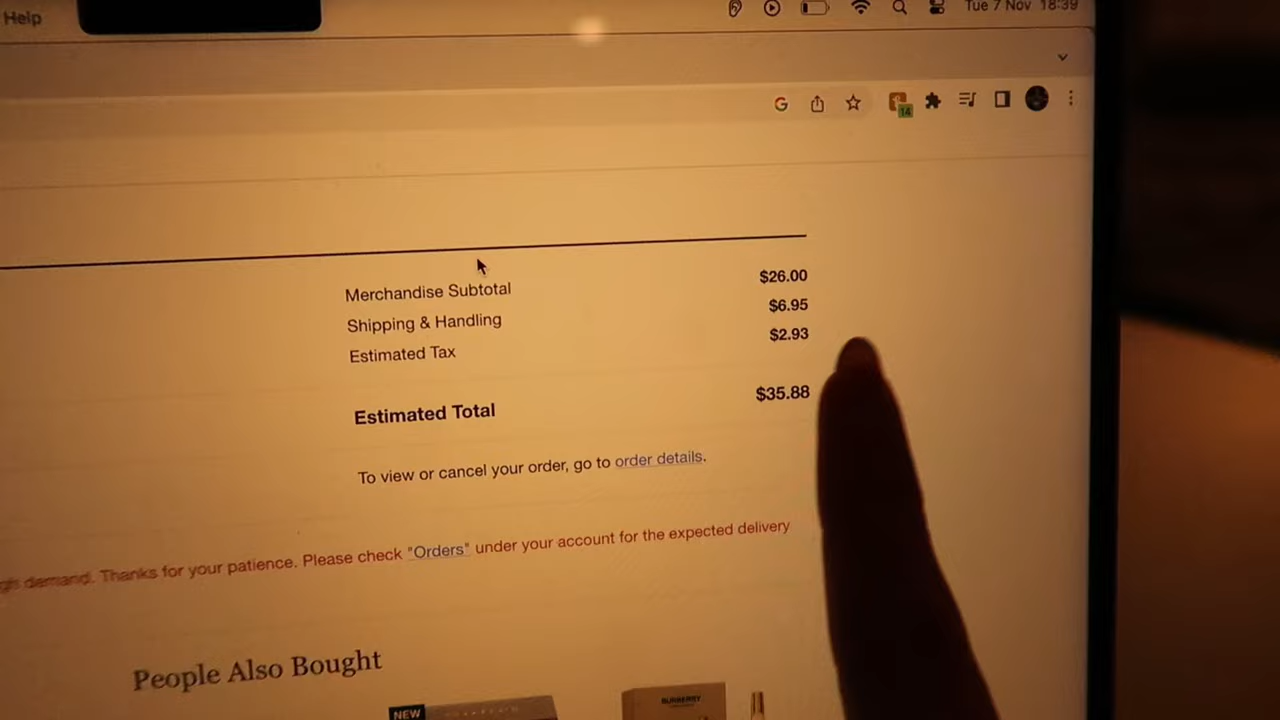 Help
Tue 7 Nov 18:39
14
Merchandise Subtotal $26.00
Shipping & Handling $6.95
Estimated Tax $2.93
Estimated Total $35.88
To view or cancel your order, go to order details.
demand. Thanks for your patience. Please check "Orders" under your account for the expected delivery
People Also Bought
NEW
BURBERRY